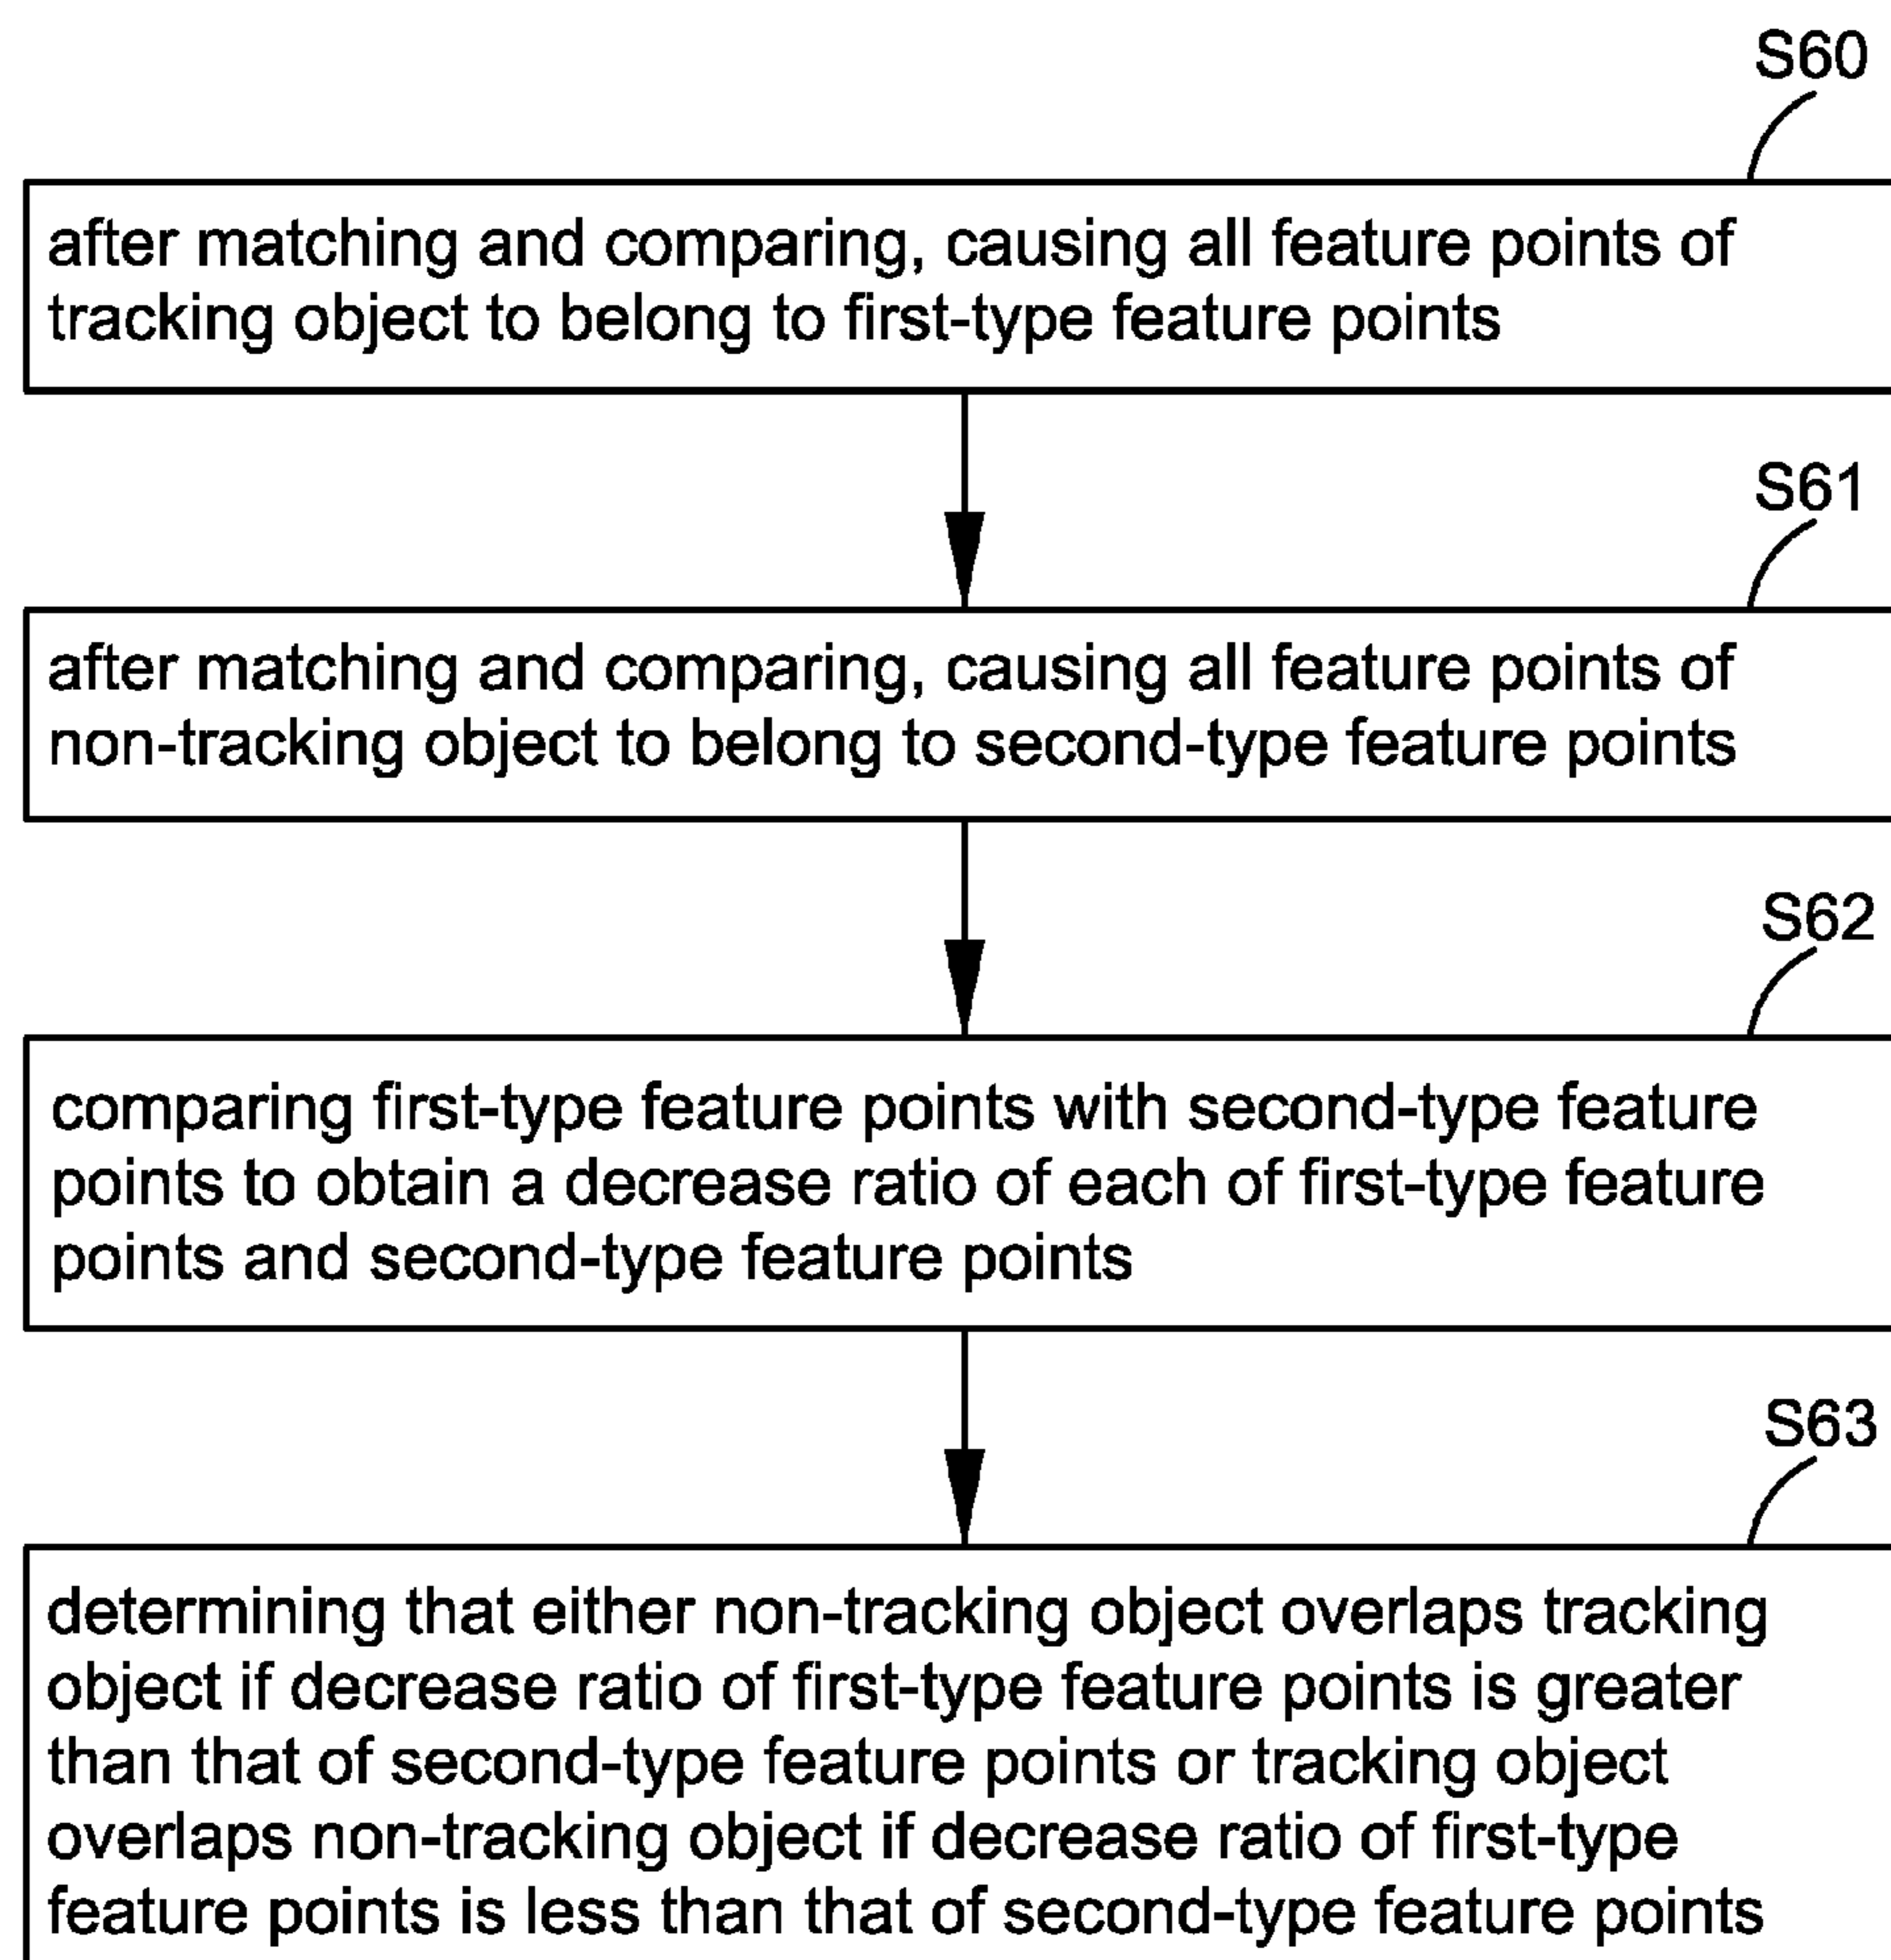 S60
after matching and comparing, causing all feature points of
tracking object to belong to first-type feature points
S61
after matching and comparing, causing all feature points of
non-tracking object to belong to second-type feature points
S62
comparing first-type feature points with second-type feature
points to obtain a decrease ratio of each of first-type feature
points and second-type feature points
S63
determining that either non-tracking object overlaps tracking
object if decrease ratio of first-type feature points is greater
than that of second-type feature points or tracking object
overlaps non-tracking object if decrease ratio of first-type
feature points is less than that of second-type feature points